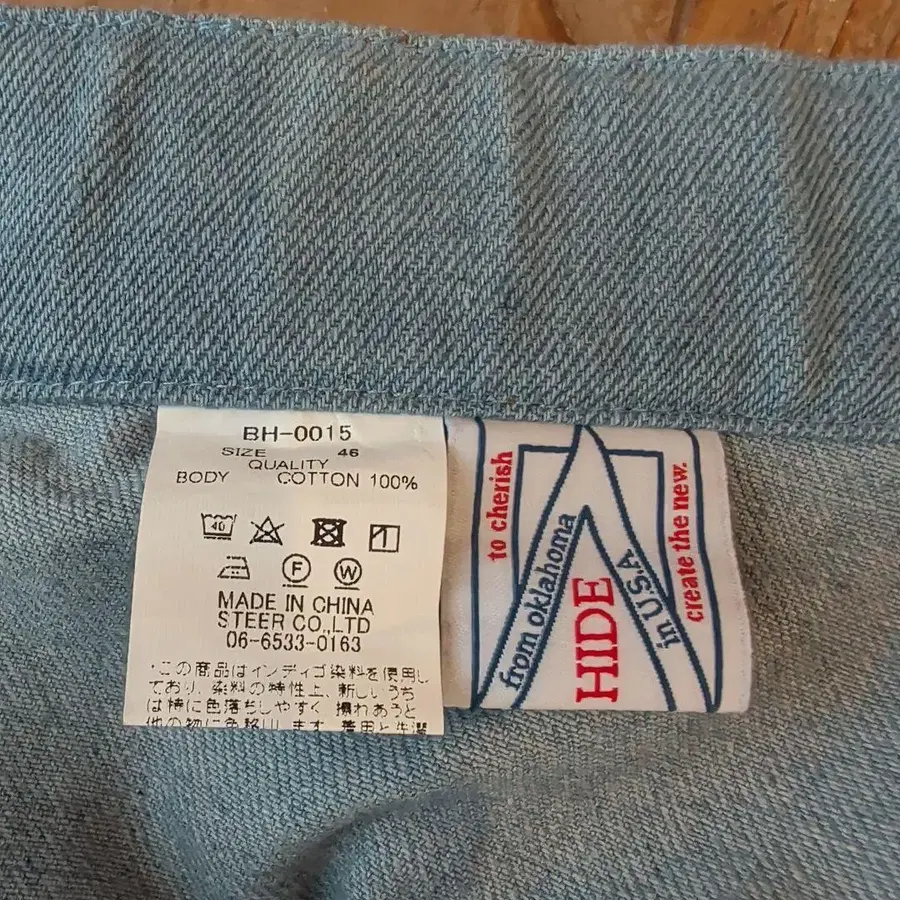 BH-0015
SIZE 46
QUALITY
BODY COTTON 100%
40
F W
MADE IN CHINA
STEER CO.,LTD
06-6533-0163
・この商品はインディゴ染料を使用し
ており、染料の特性上、新しいうち
は特に色落ちしやすく 擦れあうと
他の物に色移りします 着用と洗濯
to cherish
from oklahoma
HIDE
in U.S.A
create the new.